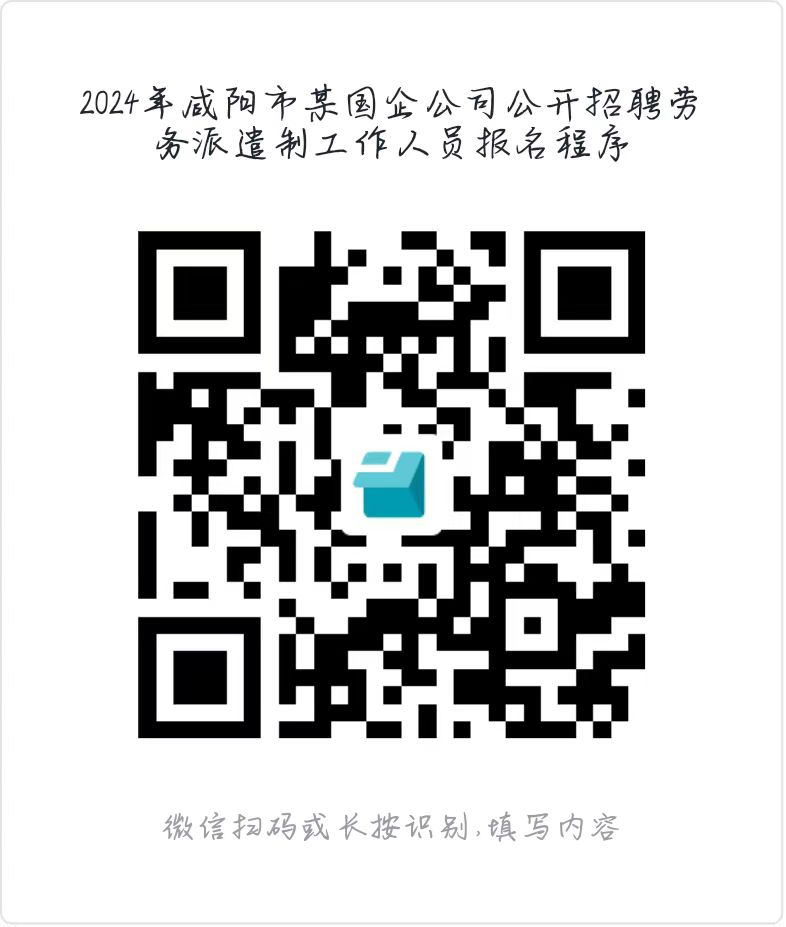 2024年咸阳市某国企公司公开招聘劳
务派遣制工作人员报名程序
微信扫码或长按识别,填写内容